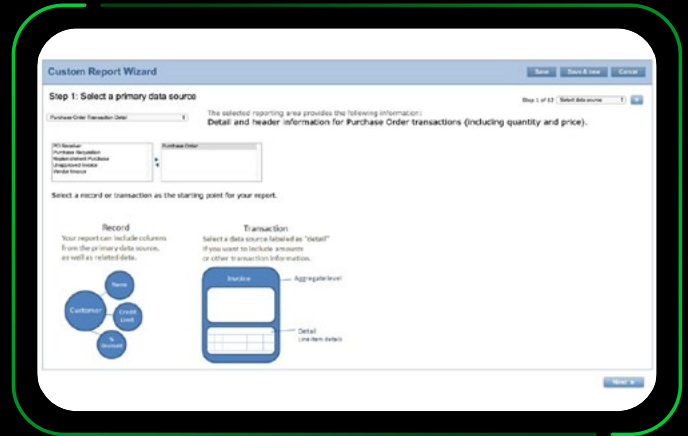 Custom Report Wizard
Save Save & new Cancel
Step 1: Select a primary data source
Step 1 of 12 Select data source
Purchase Order Transaction Detail
The selected reporting area provides the following information:
Detail and header information for Purchase Order transactions (including quantity and price).
PO Receiver
Purchase Requisition
Replenishment Purchase
Unapproved Invoice
Vendor Invoice
Purchase Order
Select a record or transaction as the starting point for your report.
Record
Your report can include columns
from the primary data source,
as well as related data.
Name
Customer
Credit
Limit
%
Discount
Transaction
Select a data source labeled as "detail"
if you want to include amounts
or other transaction information.
Invoice
Aggregate level
Detail
Line item details
Next